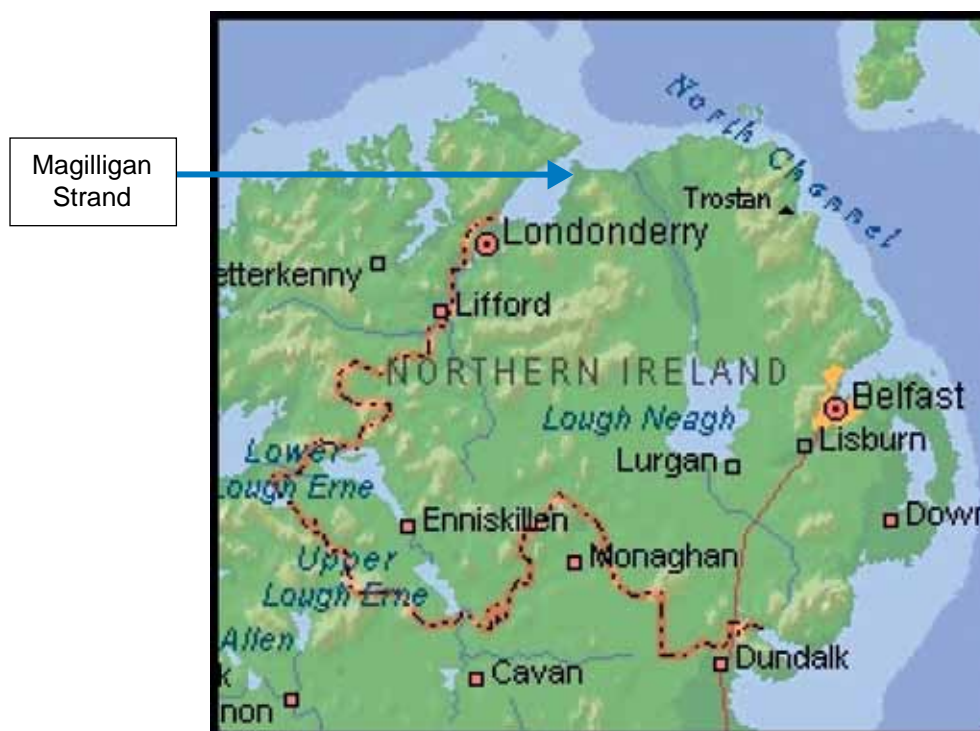 Magilligan
Strand
North Channel
Trostan
Londonderry
etterkenny
Lifford
NORTHERN IRELAND
Belfast
Lough Neagh
Lisburn
Lower
Lough Erne
Lurgan
Enniskillen
Down
Monaghan
Upper
Lough Erne
Allen
Dundalk
k
Cavan
non